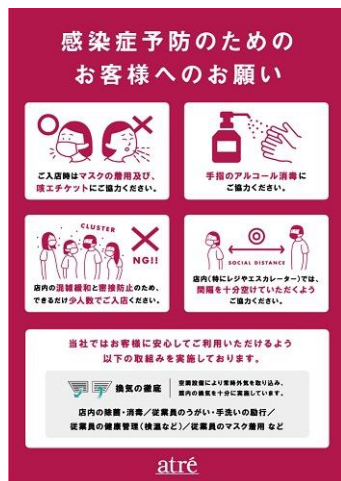 感染症予防のための
お客様へのお願い
ご入店時はマスクの着用及び、
咳エチケットにご協力ください。
手指のアルコール消毒に
ご協力ください。
CLUSTER
NG!!
店内の混雑緩和と密接防止のため、
できるだけ少人数でご入店ください。
SOCIAL DISTANCE
店内(特にレジやエスカレーター)では、
間隔を十分空けていただくよう
ご協力ください。
当社ではお客様に安心してご利用いただけるよう
以下の取組みを実施しております。
換気の徹底
空調設備により常時外気を取り込み、
館内の換気を十分に実施しています。
店内の除菌・消毒/従業員のうがい・手洗いの励行/
従業員の健康管理(検温など)/従業員のマスク着用 など
atré